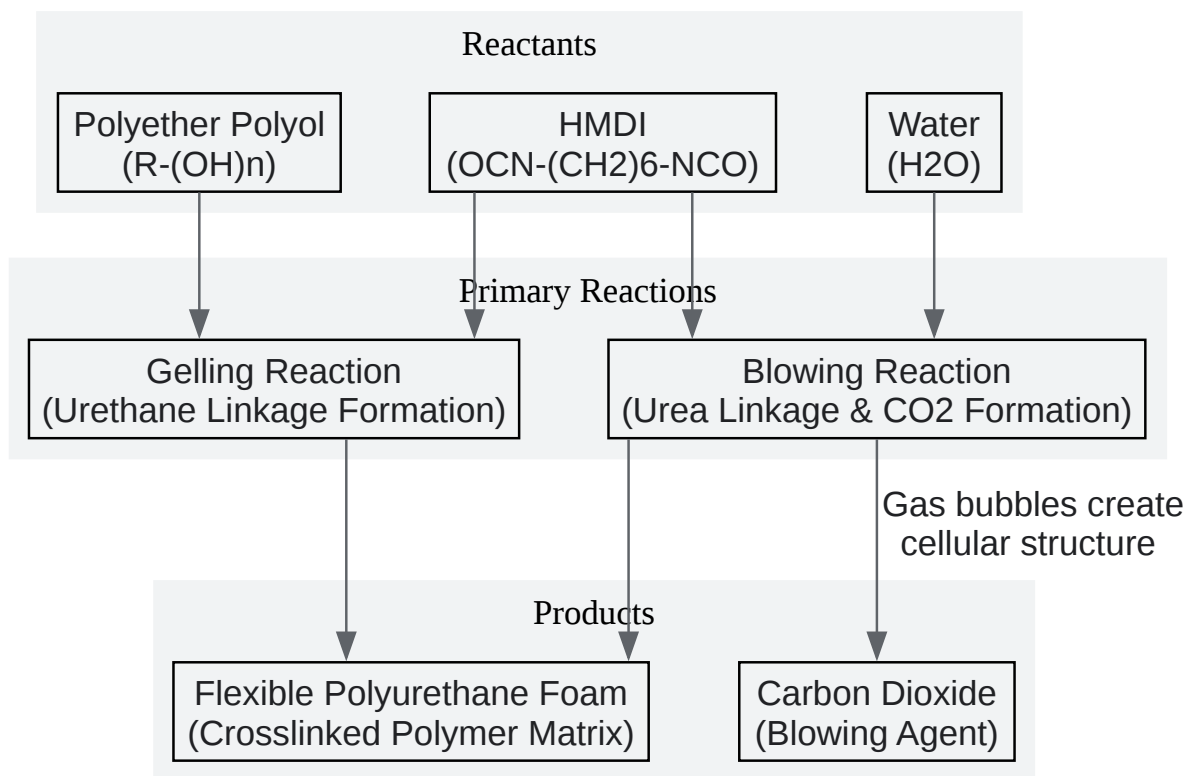 Reactants
Polyether Polyol
(R-(OH)n)
HMDI
(OCN-(CH2)6-NCO)
Water
(H2O)
Primary Reactions
Gelling Reaction
(Urethane Linkage Formation)
Blowing Reaction
(Urea Linkage & CO2 Formation)
Gas bubbles create
cellular structure
Products
Flexible Polyurethane Foam
(Crosslinked Polymer Matrix)
Carbon Dioxide
(Blowing Agent)